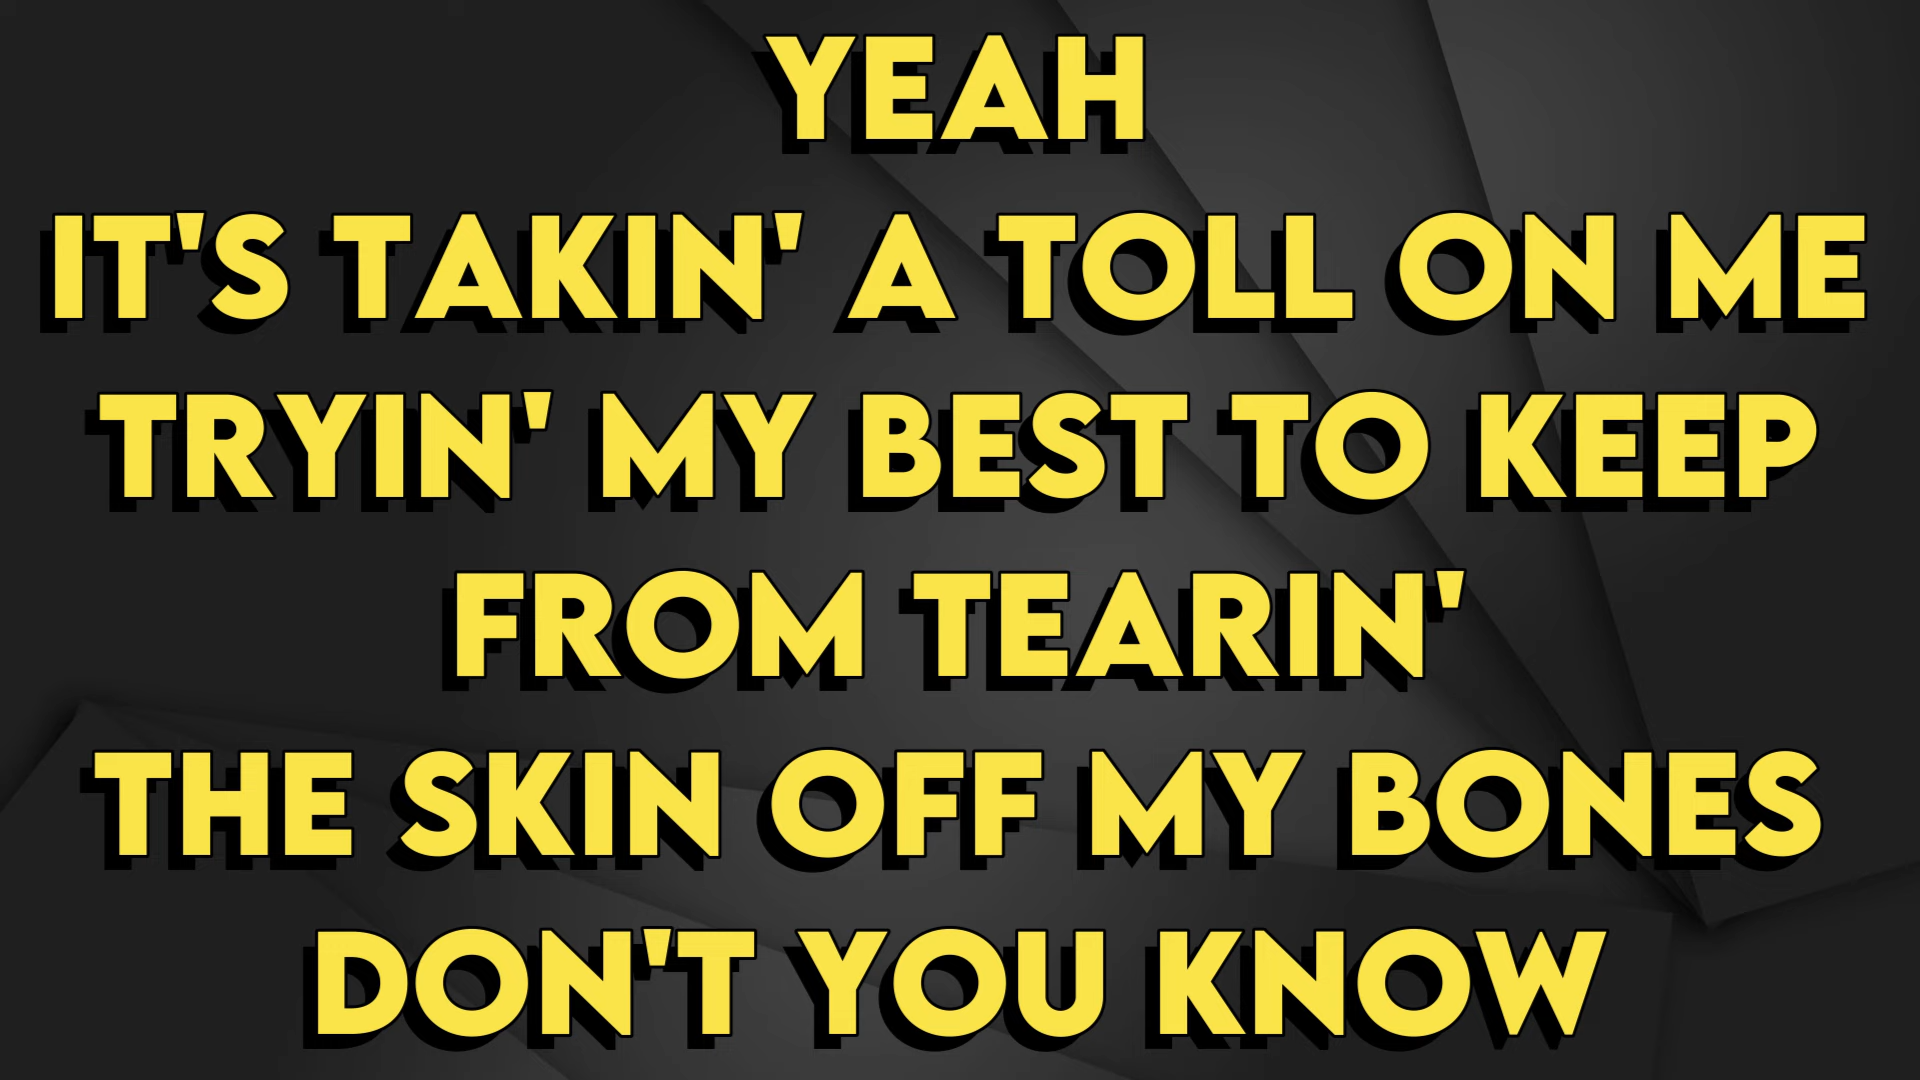 YEAH
IT'S TAKIN' A TOLL ON ME
TRYIN' MY BEST TO KEEP
FROM TEARIN'
THE SKIN OFF MY BONES
DON'T YOU KNOW